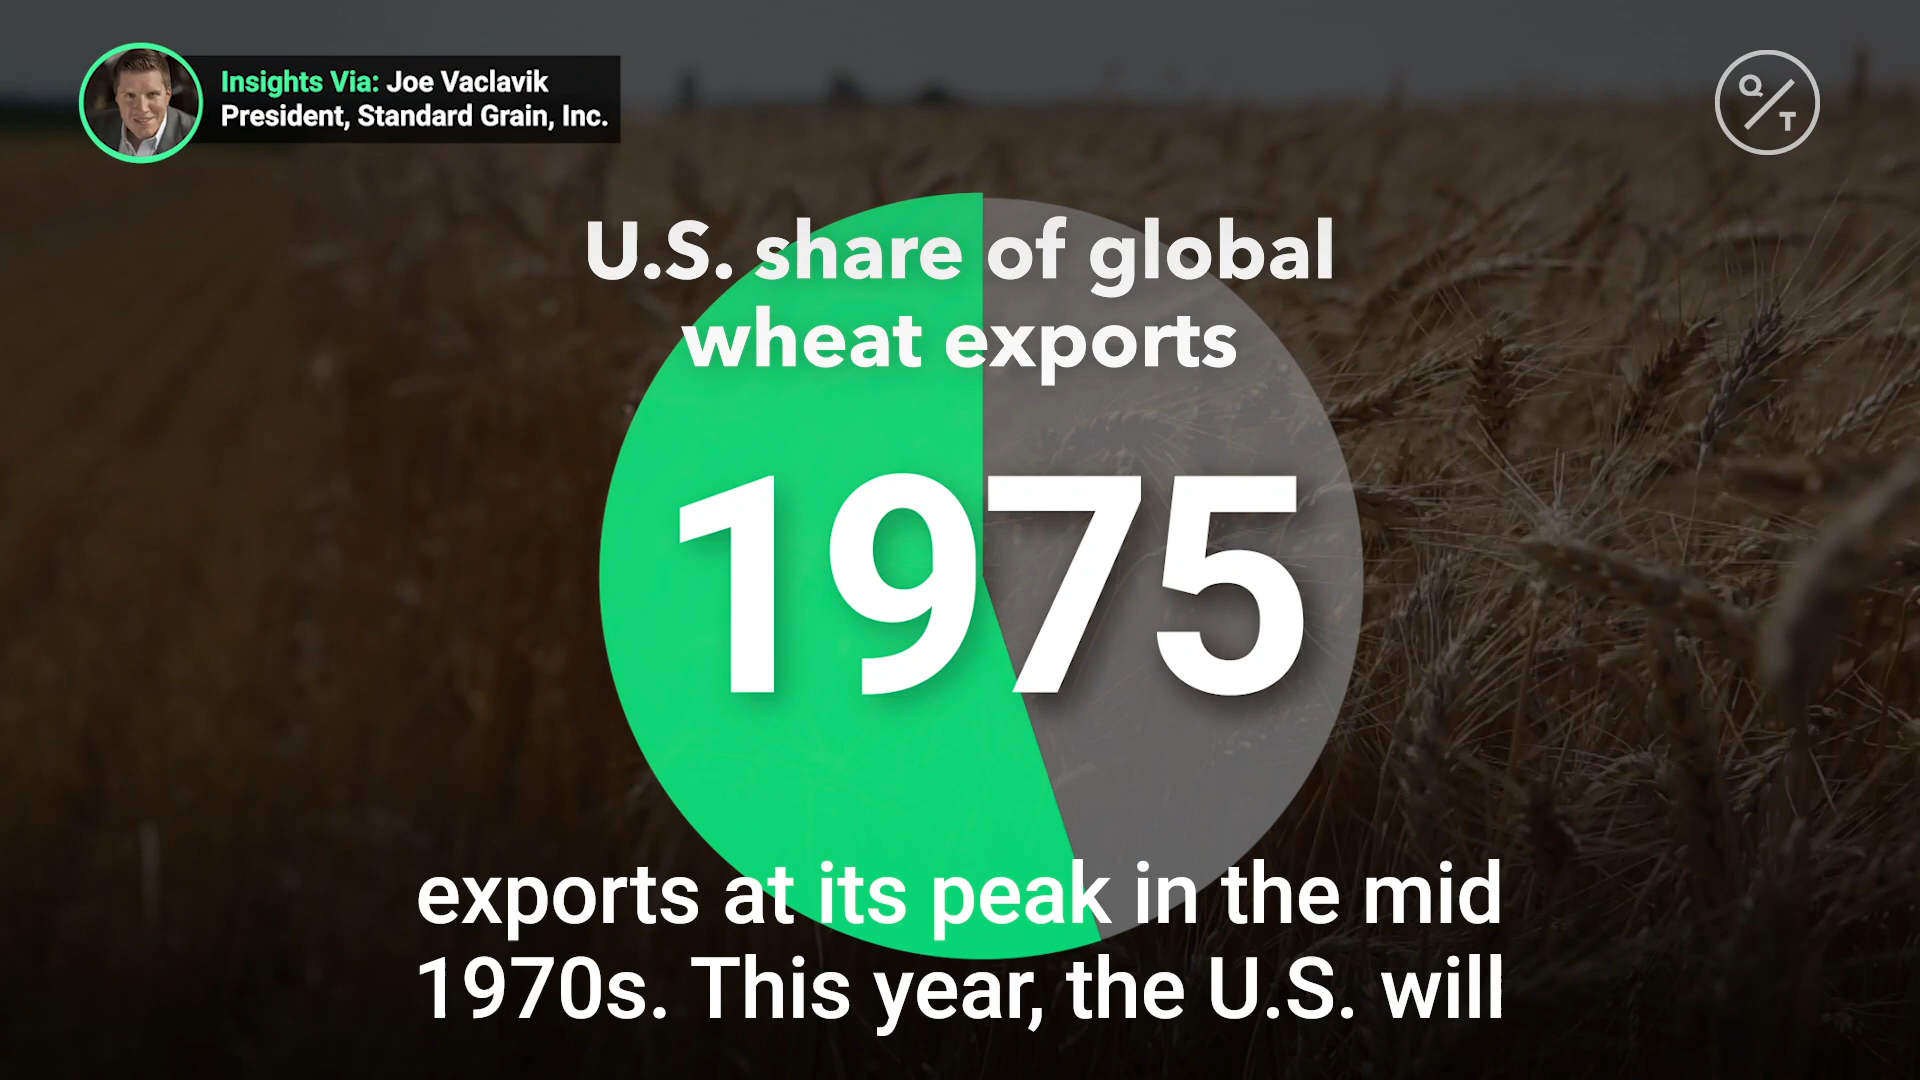 Insights Via: Joe Vaclavik
President, Standard Grain, Inc.
Q
T
U.S. share of global
wheat exports
1975
exports at its peak in the mid
1970s. This year, the U.S. will